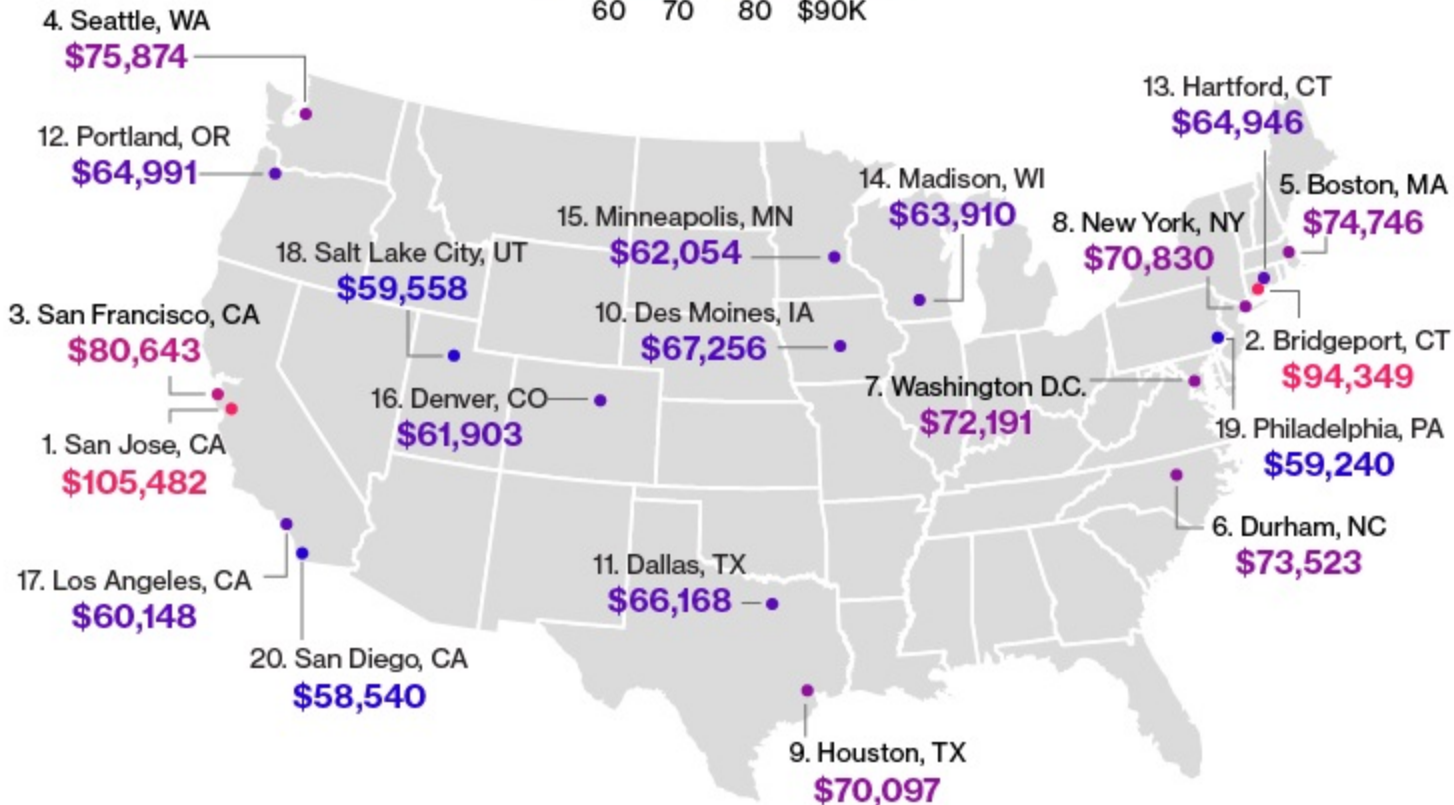 60 70 80 $90K
4. Seattle, WA
$75,874
12. Portland, OR
$64,991
18. Salt Lake City, UT
$59,558
3. San Francisco, CA
$80,643
1. San Jose, CA
$105,482
17. Los Angeles, CA
$60,148
20. San Diego, CA
$58,540
16. Denver, CO
$61,903
15. Minneapolis, MN
$62,054
10. Des Moines, IA
$67,256
11. Dallas, TX
$66,168
9. Houston, TX
$70,097
14. Madison, WI
$63,910
7. Washington D.C.
$72,191
13. Hartford, CT
$64,946
5. Boston, MA
$74,746
8. New York, NY
$70,830
2. Bridgeport, CT
$94,349
19. Philadelphia, PA
$59,240
6. Durham, NC
$73,523